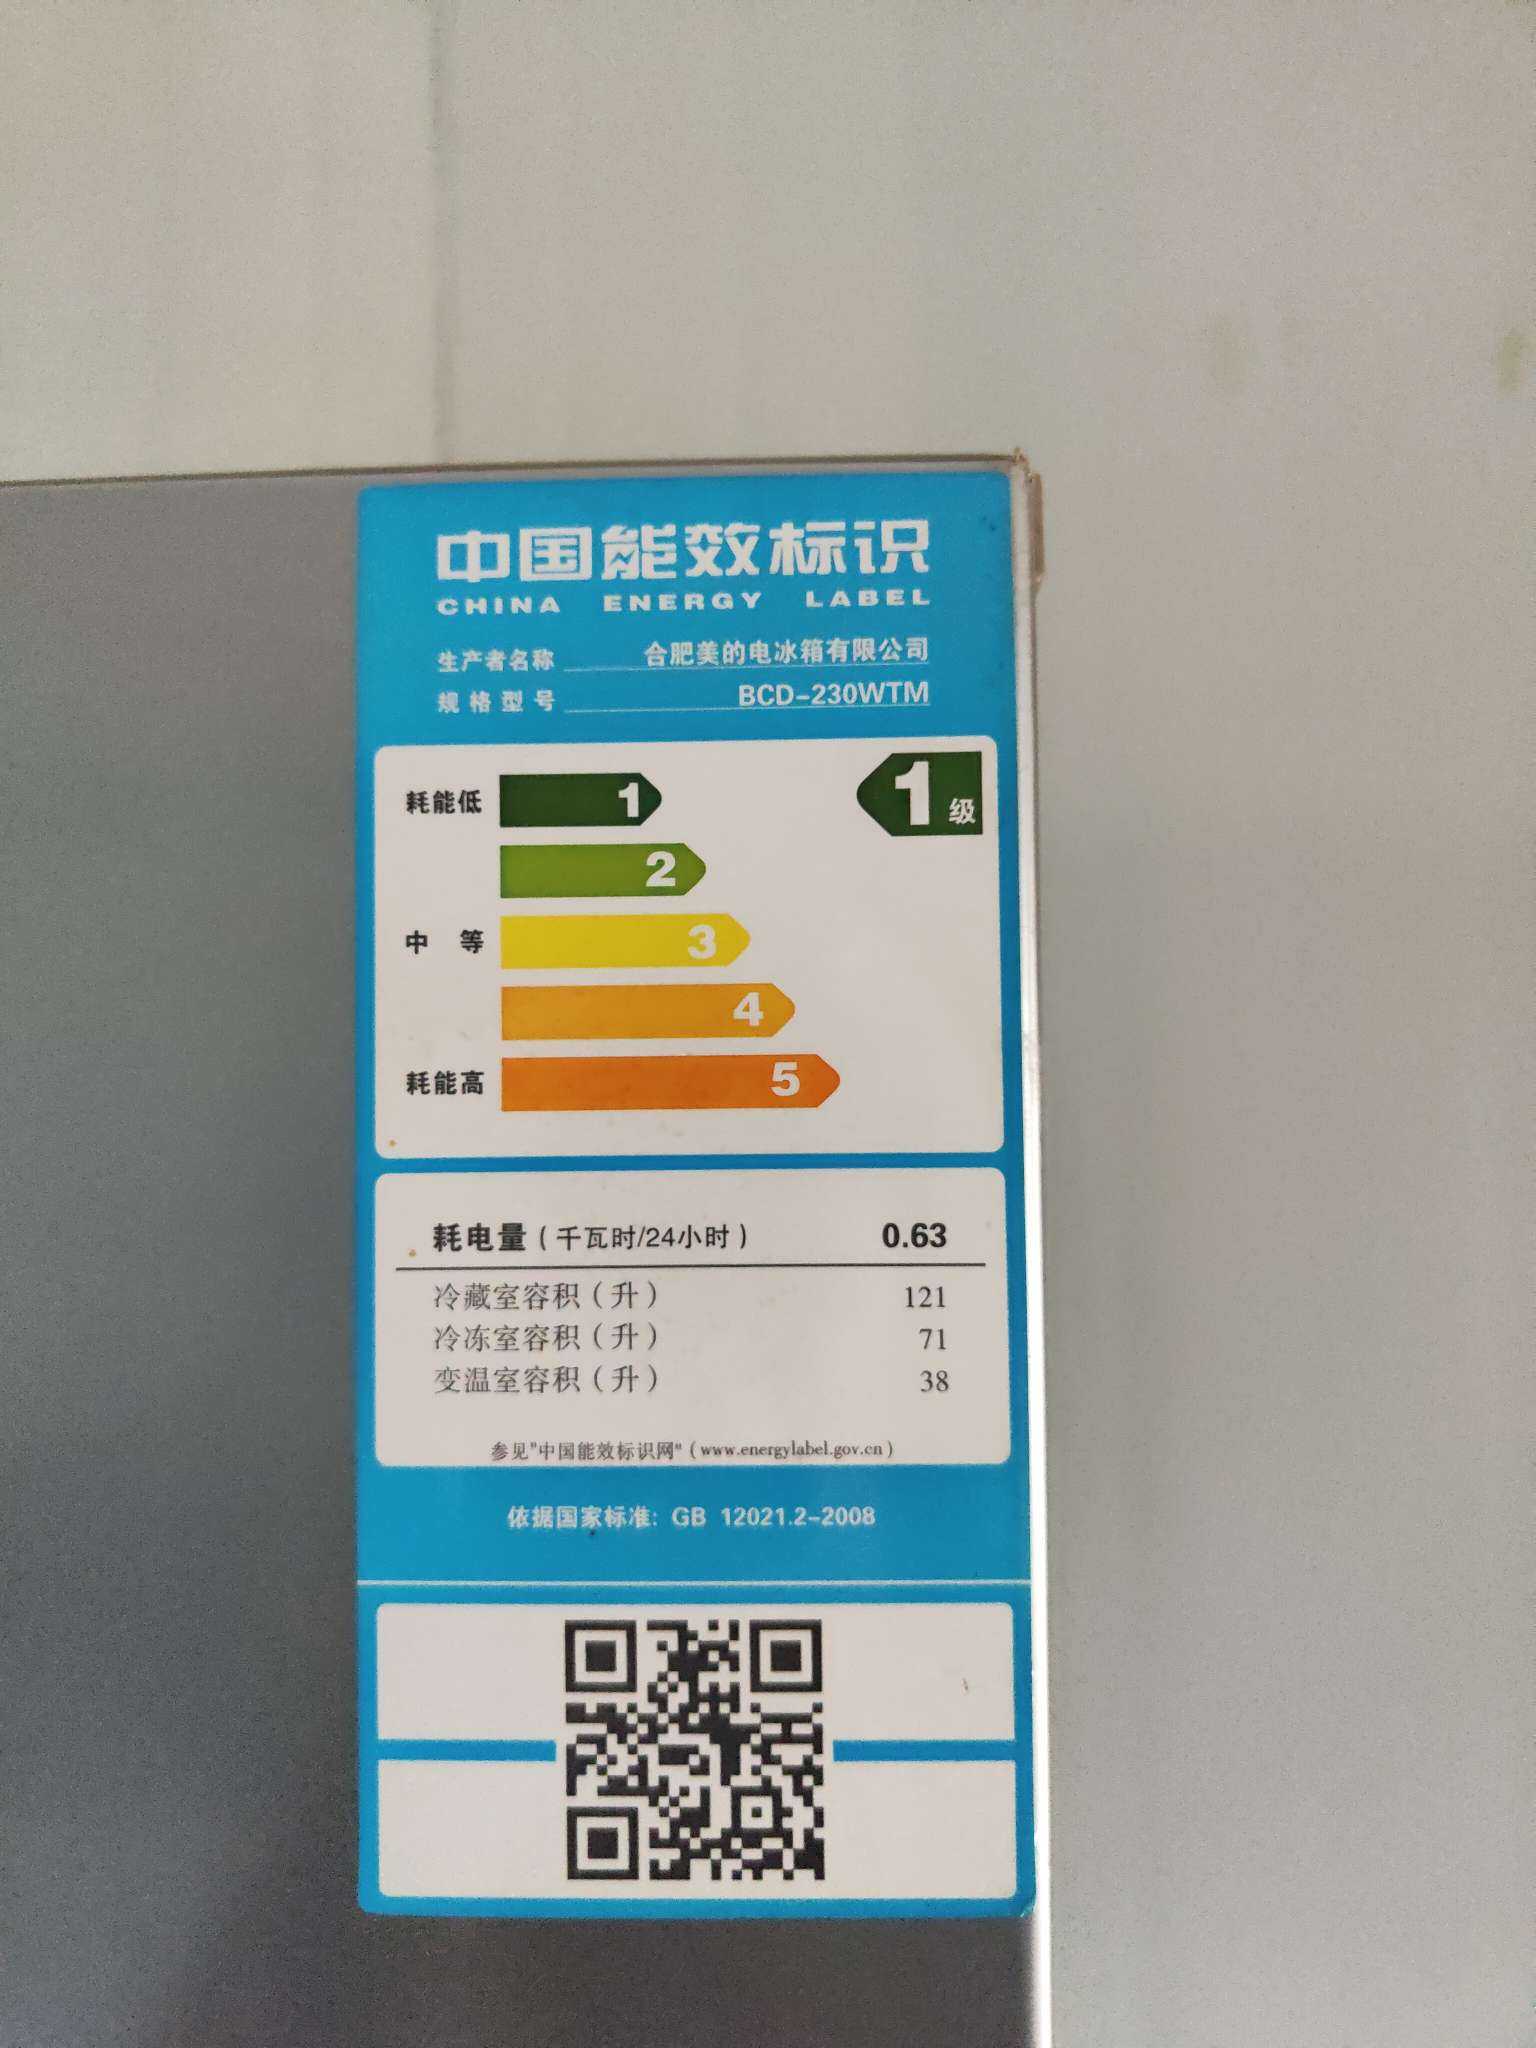 中国能效标识
CHINA ENERGY LABEL
生产者名称 合肥美的电冰箱有限公司
规格型号 BCD-230WTM
耗能低 1 1级
2
中等 3
4
耗能高 5
耗电量(千瓦时/24小时) 0.63
冷藏室容积(升) 121
冷冻室容积(升) 71
变温室容积(升) 38
参见"中国能效标识网"(www.energylabel.gov.cn)
依据国家标准: GB 12021.2-2008